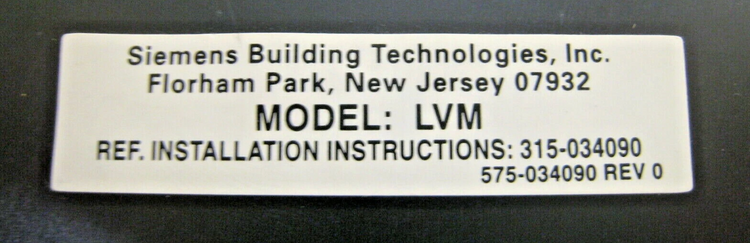 Siemens Building Technologies, Inc.
Florham Park, New Jersey 07932
MODEL: LVM
REF. INSTALLATION INSTRUCTIONS: 315-034090
575-034090 REV 0